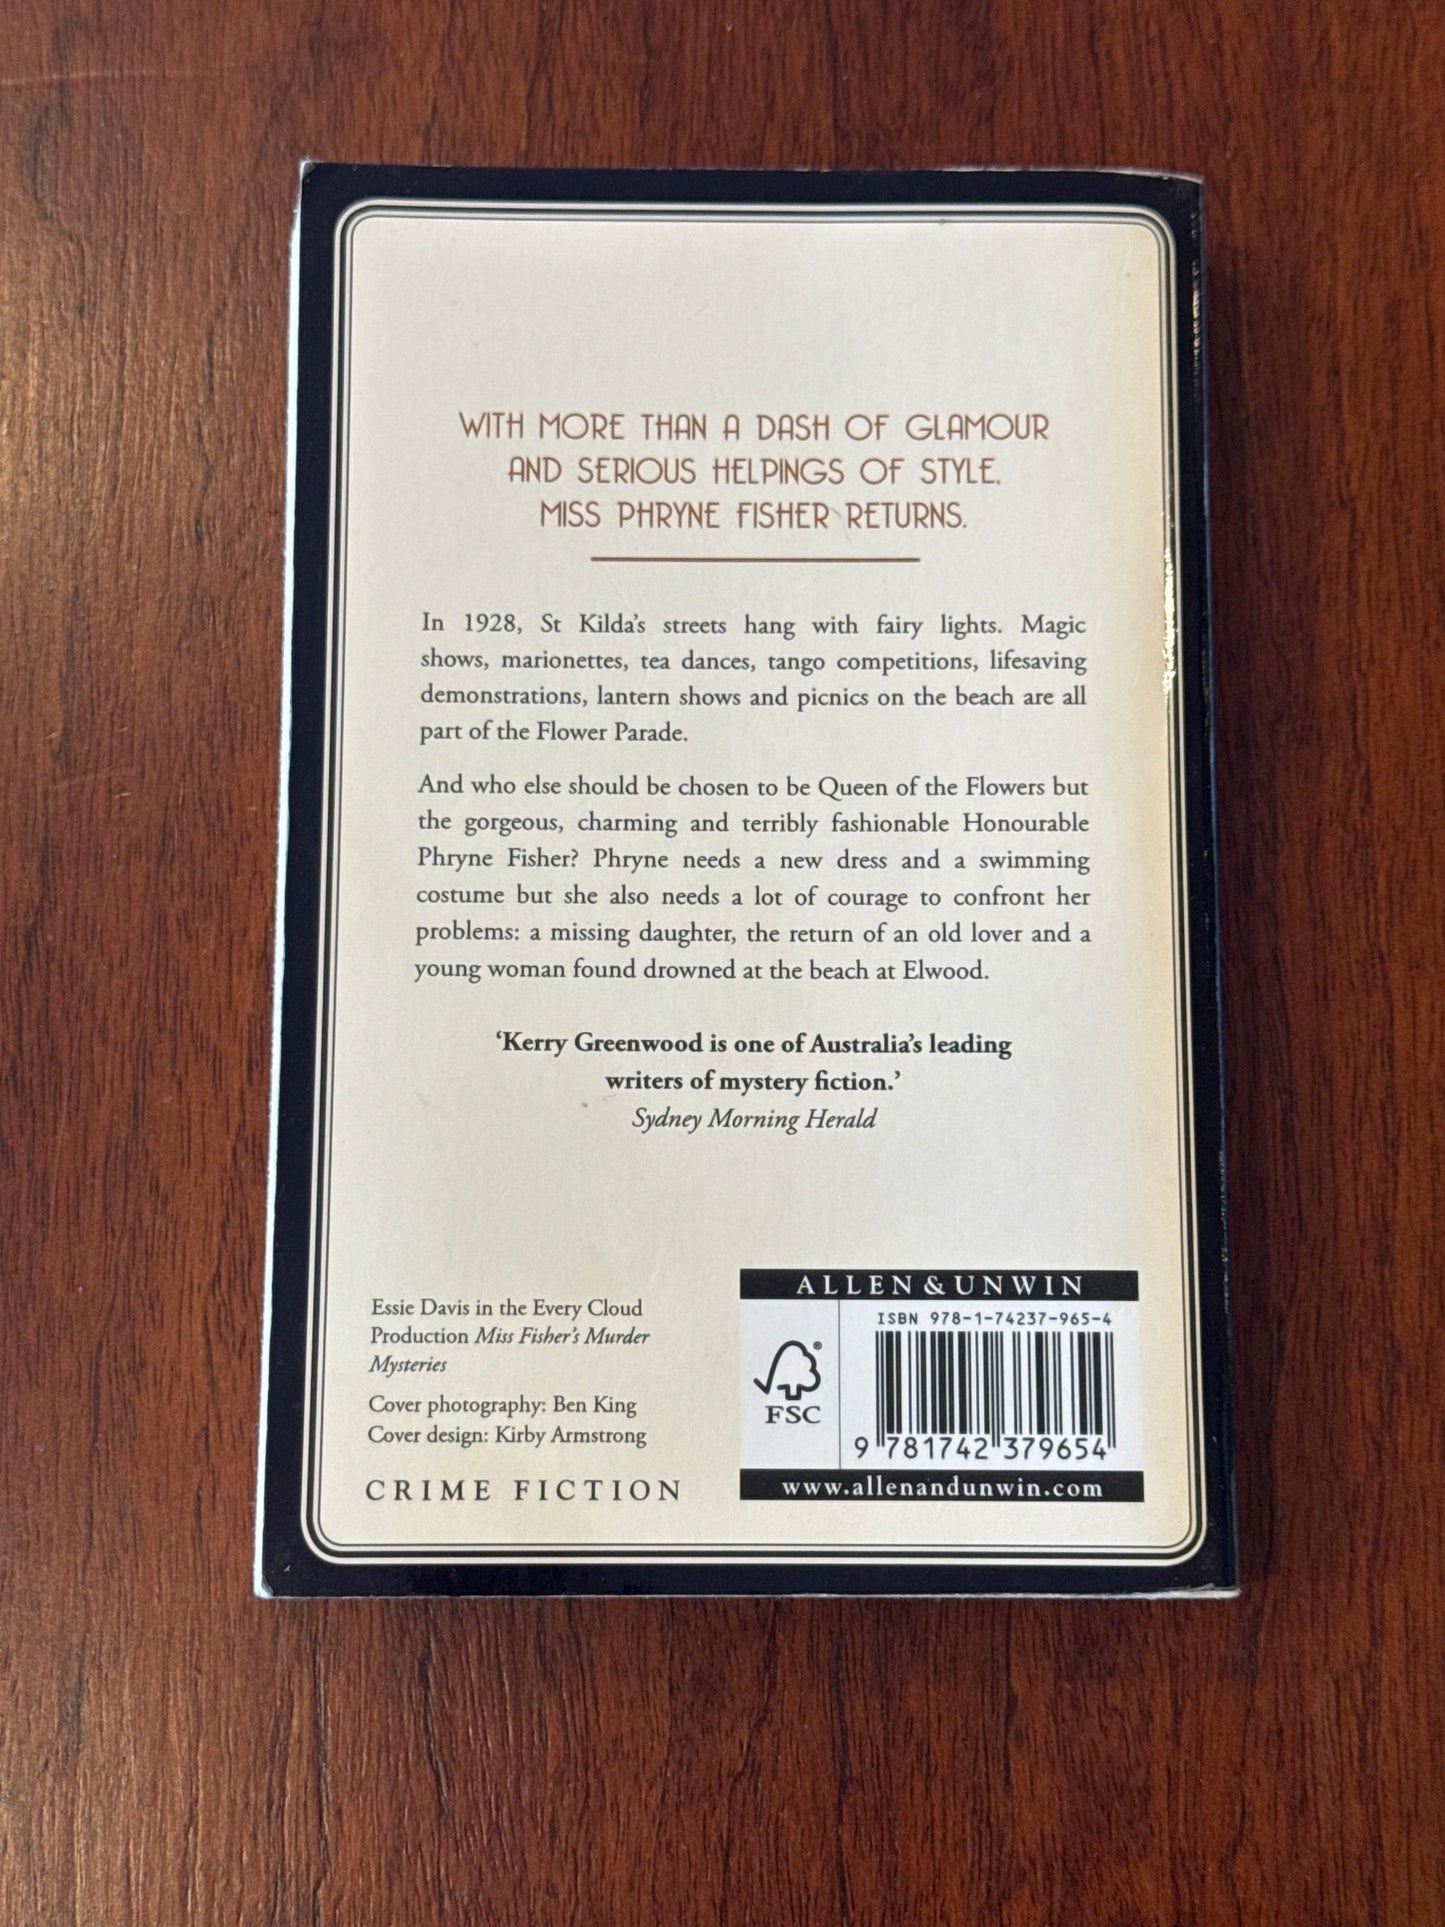 WITH MORE THAN A DASH OF GLAMOUR
AND SERIOUS HELPINGS OF STYLE,
MISS PHRYNE FISHER RETURNS.
In 1928, St Kilda's streets hang with fairy lights. Magic
shows, marionettes, tea dances, tango competitions, lifesaving
demonstrations, lantern shows and picnics on the beach are all
part of the Flower Parade.
And who else should be chosen to be Queen of the Flowers but
the gorgeous, charming and terribly fashionable Honourable
Phryne Fisher? Phryne needs a new dress and a swimming
costume but she also needs a lot of courage to confront her
problems: a missing daughter, the return of an old lover and a
young woman found drowned at the beach at Elwood.
‘Kerry Greenwood is one of Australia’s leading
writers of mystery fiction.’
Sydney Morning Herald
Essie Davis in the Every Cloud
Production Miss Fisher's Murder
Mysteries
Cover photography: Ben King
Cover design: Kirby Armstrong
CRIME FICTION
ALLEN & UNWIN
ISBN 978-1-74237-965-4
FSC
9 781742 379654
www.allenandunwin.com